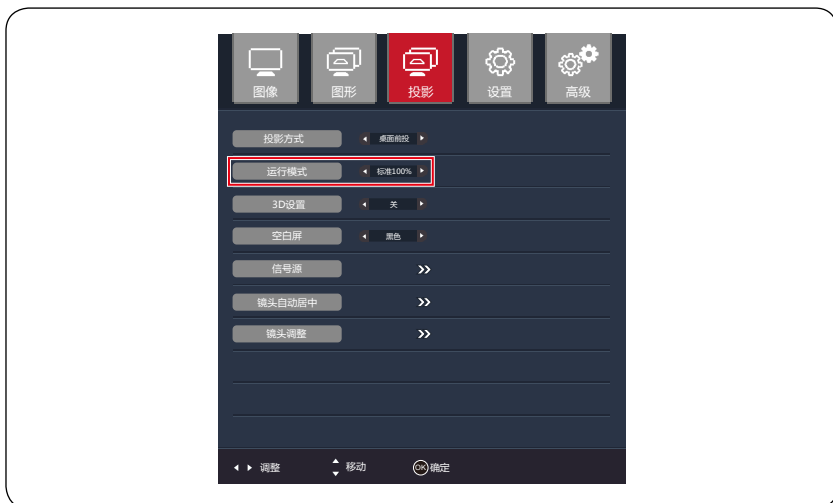 图像 图形 投影 设置 高级
投影方式 桌面前投
运行模式 标准100%
3D设置 关
空白屏 黑色
信号源
镜头自动居中
镜头调整
调整 移动 OK 确定